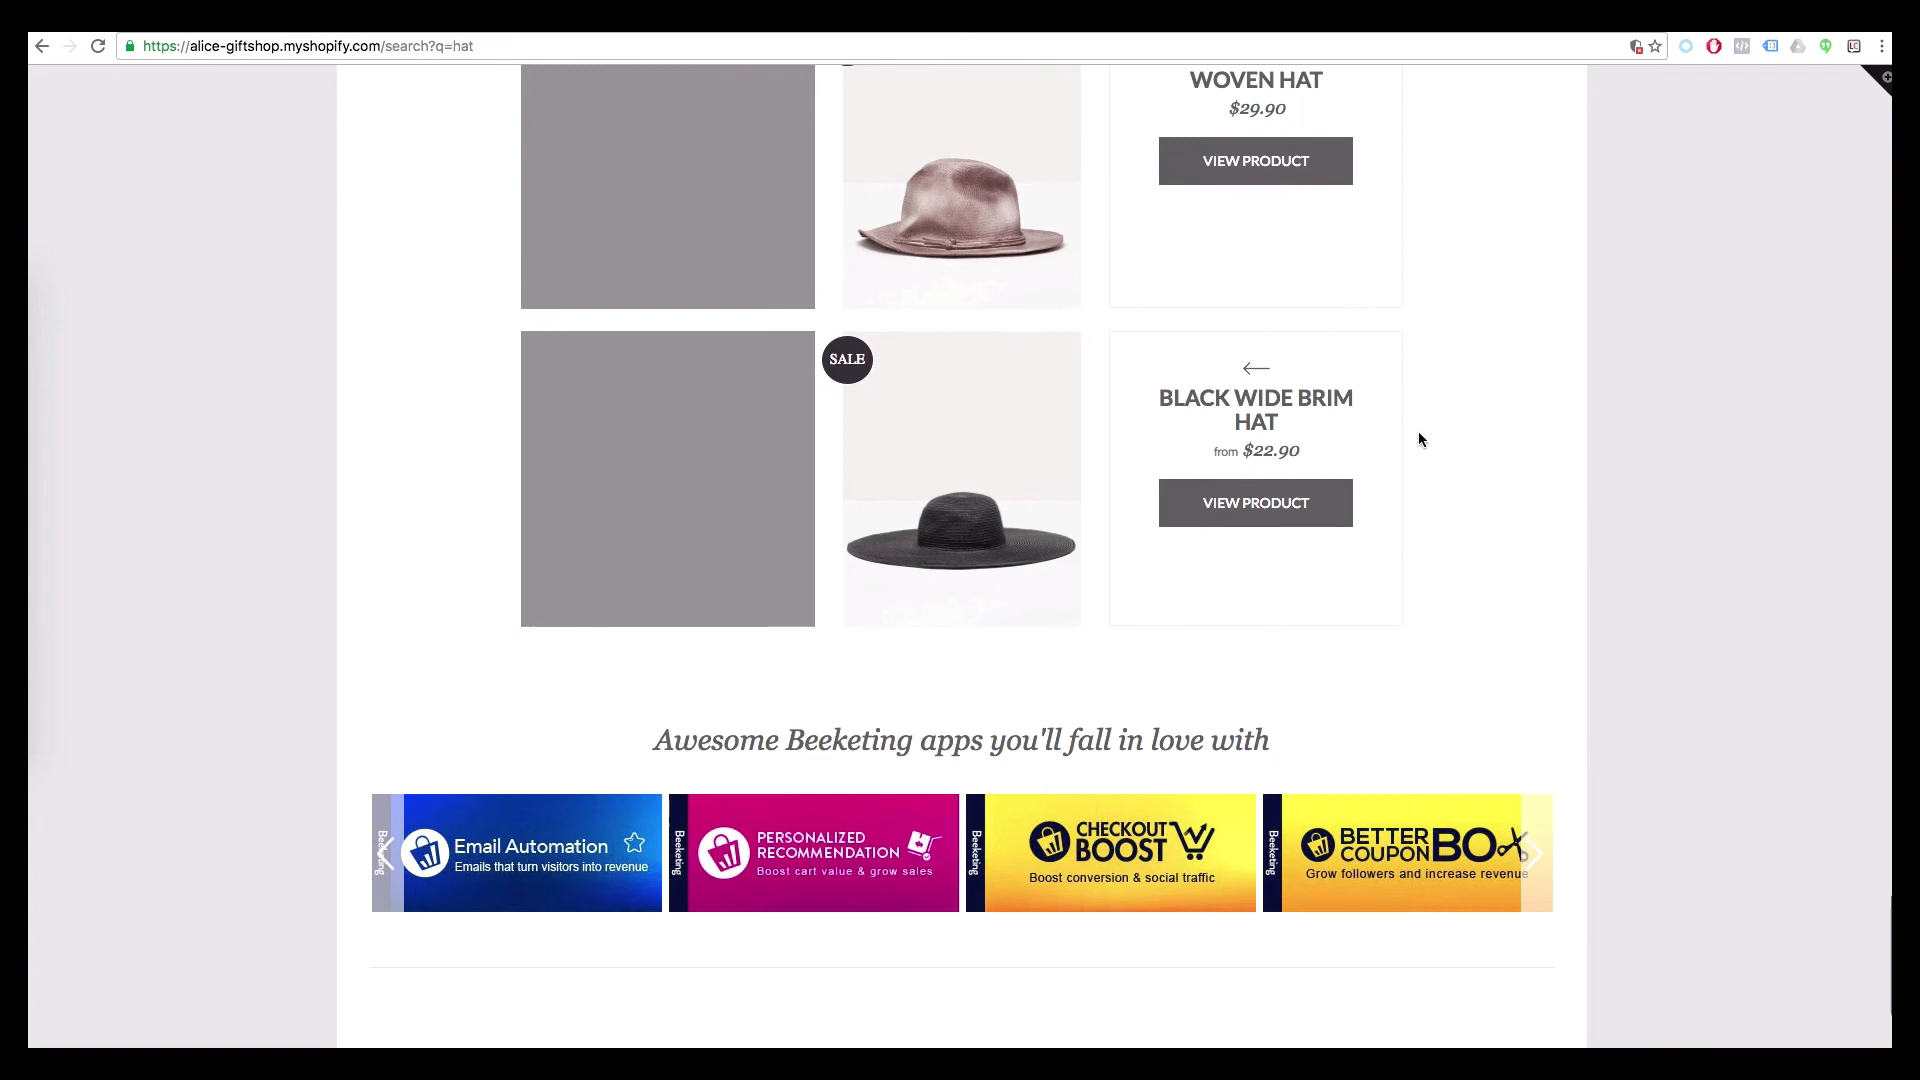 https://alice-giftshop.myshopify.com/search?q=hat
WOVEN HAT
$29.90
VIEW PRODUCT
SALE
BLACK WIDE BRIM
HAT
from $22.90
VIEW PRODUCT
Awesome Beeketing apps you'll fall in love with
Beeketing
Email Automation
Emails that turn visitors into revenue
Beeketing
PERSONALIZED
RECOMMENDATION
Boost cart value & grow sales
Beeketing
CHECKOUT
BOOST
Boost conversion & social traffic
Beeketing
BETTER
COUPON BOX
Grow followers and increase revenue